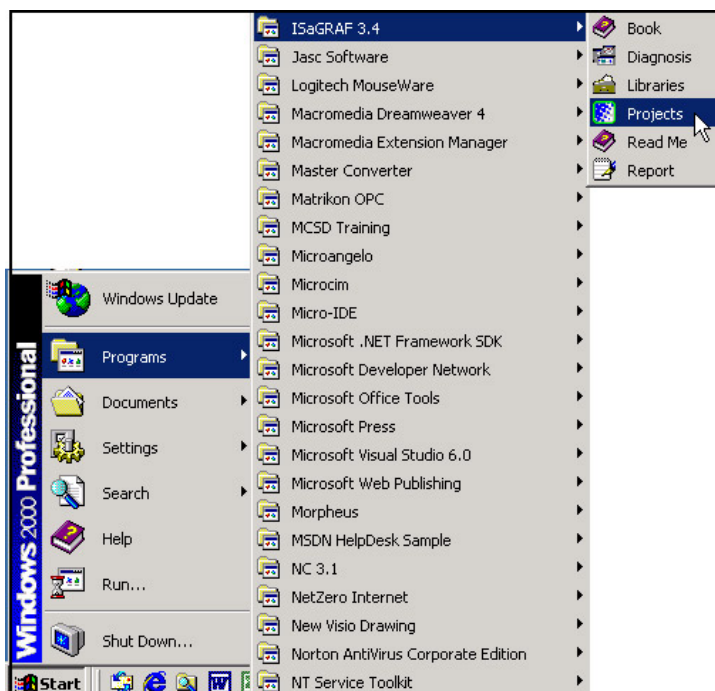 ISaGRAF 3.4
Jasc Software
Logitech MouseWare
Macromedia Dreamweaver 4
Macromedia Extension Manager
Master Converter
Matrikon OPC
MCSD Training
Microangelo
Microcim
Micro-IDE
Microsoft .NET Framework SDK
Microsoft Developer Network
Microsoft Office Tools
Microsoft Press
Microsoft Visual Studio 6.0
Microsoft Web Publishing
Morpheus
MSDN HelpDesk Sample
NC 3.1
NetZero Internet
New Visio Drawing
Norton AntiVirus Corporate Edition
NT Service Toolkit
Book
Diagnosis
Libraries
Projects
Read Me
Report
Windows Update
Programs
Documents
Settings
Search
Help
Run...
Shut Down...
Windows 2000 Professional
Start